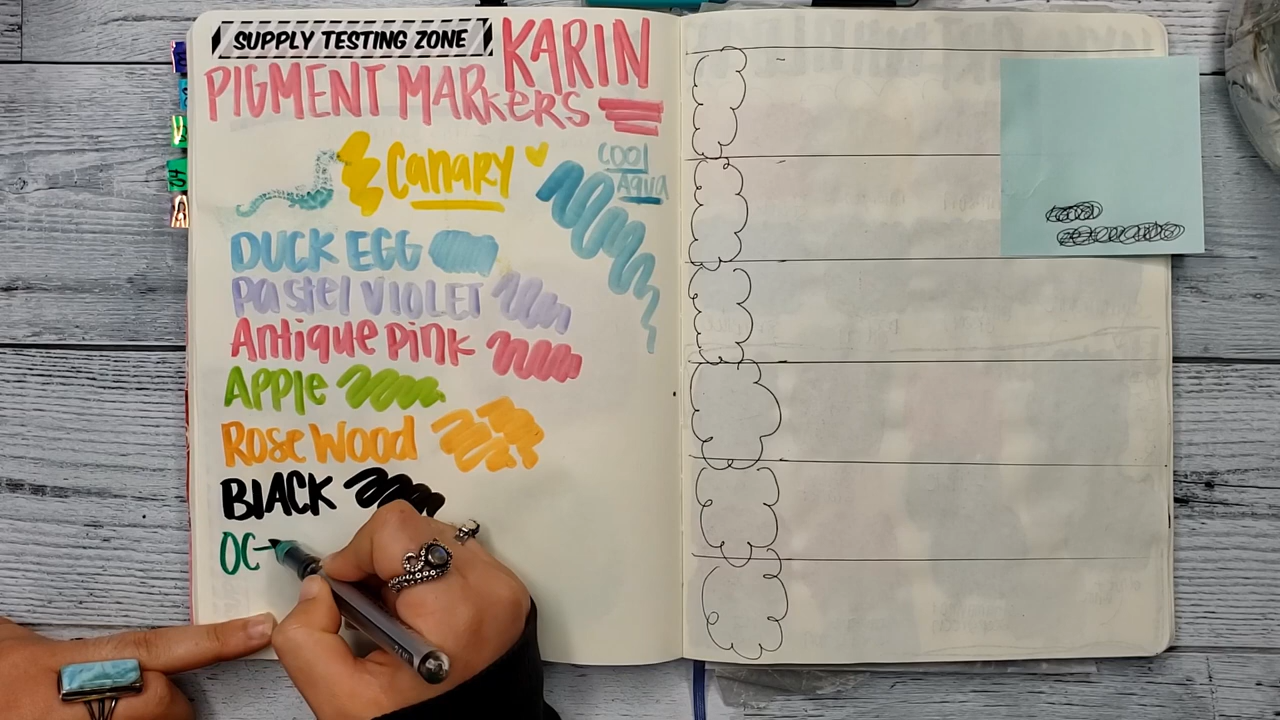 SUPPLY TESTING ZONE
KARIN
PIGMENT MARKERS
Canary
COOL
Aqua
DUCK EGG
Pastel VIOLET
Antique Pink
Apple
Rose Wood
BlACK
OC